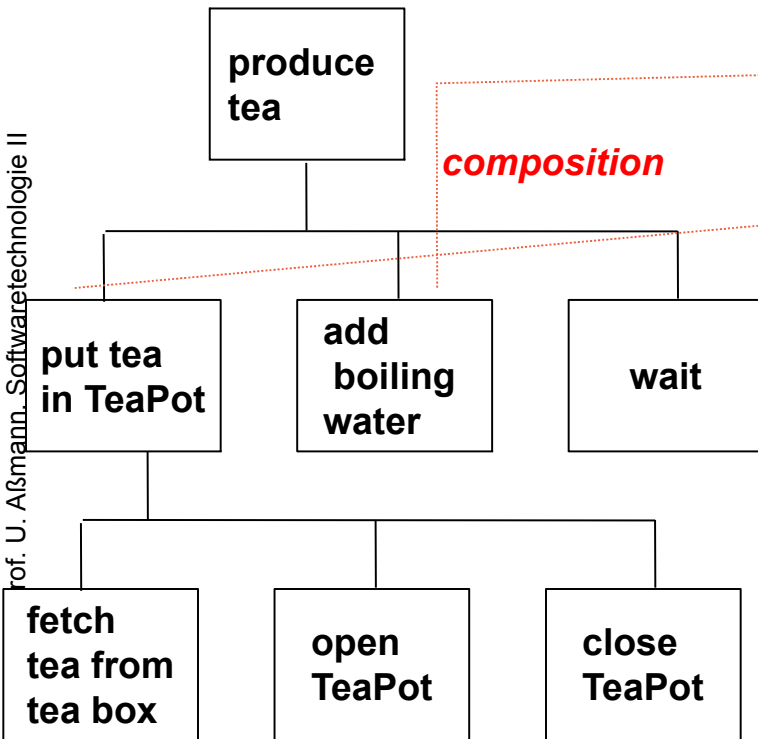 produce
tea
composition
rof. U. Aßmann, Softwaretechnologie II
put tea
in TeaPot
add
boiling
water
wait
fetch
tea from
tea box
open
TeaPot
close
TeaPot